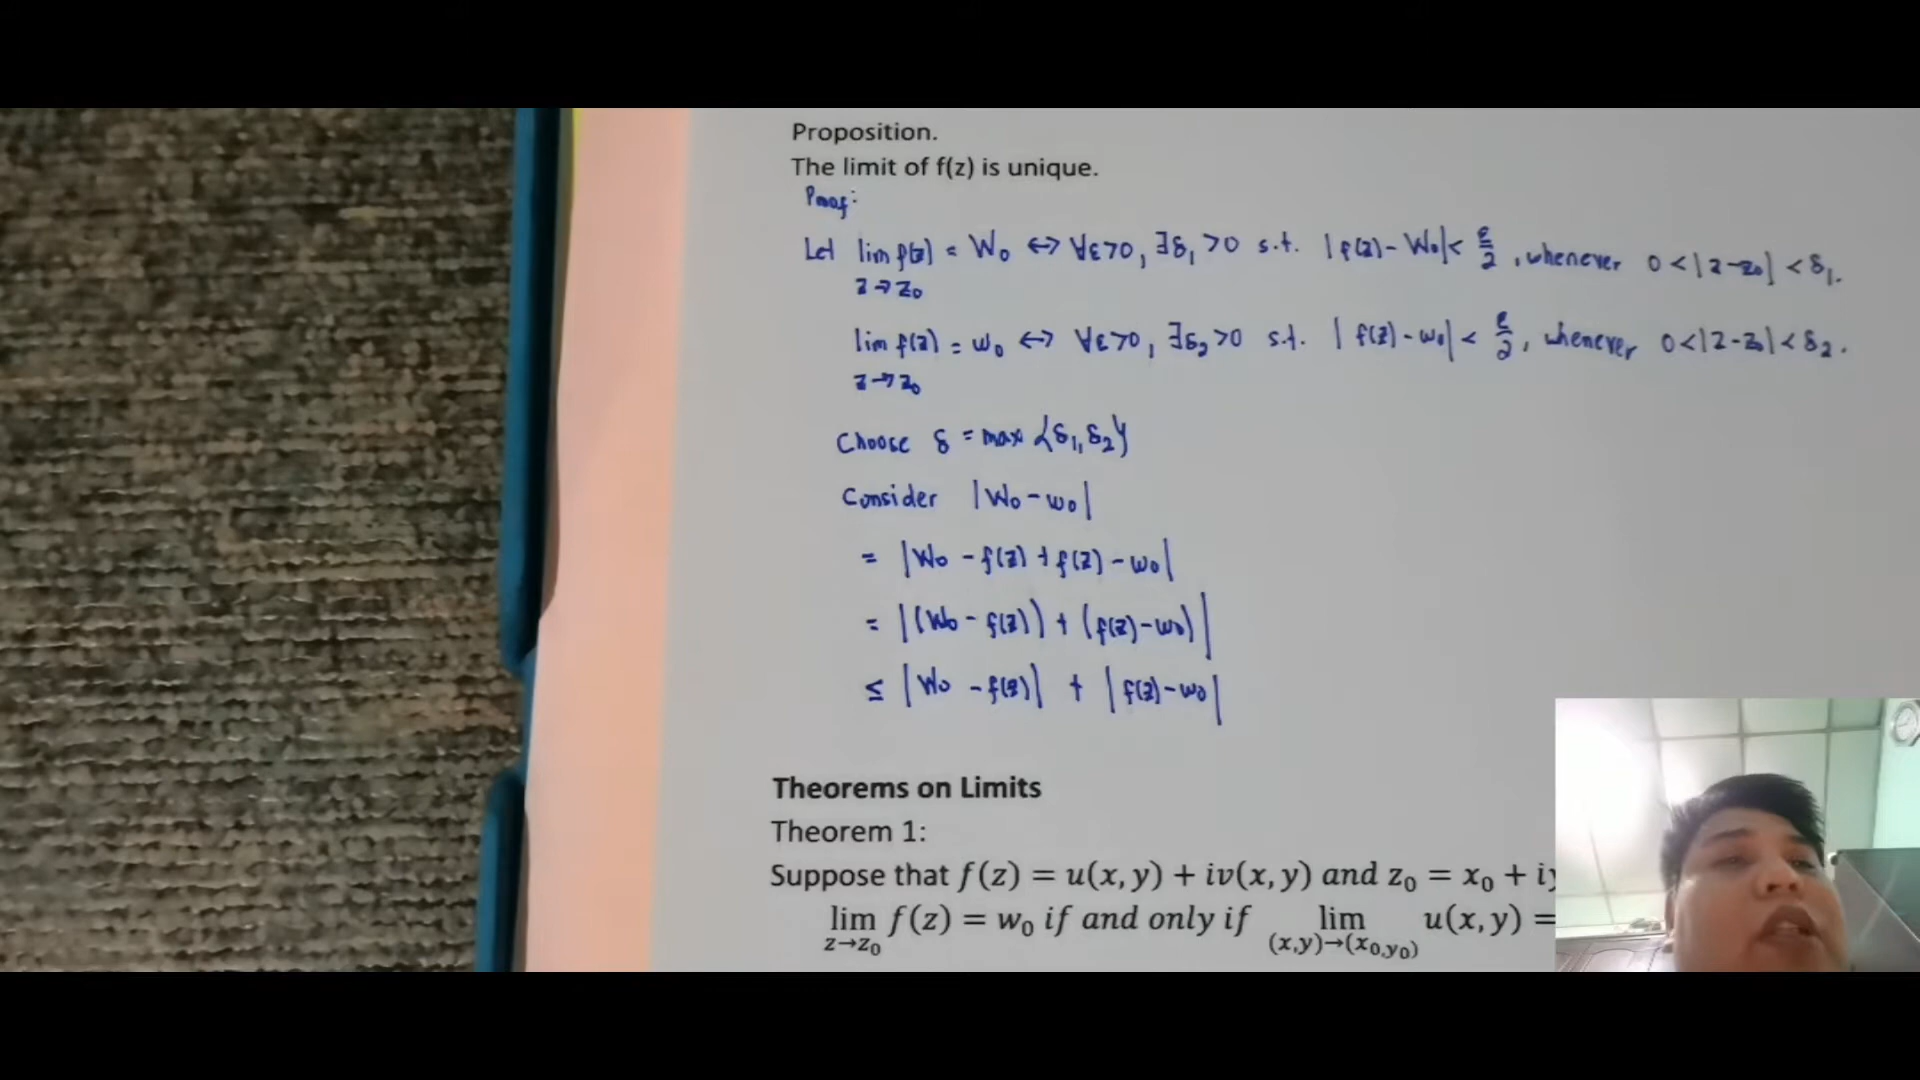 Proposition.
The limit of f(z) is unique.
Proof:
Let lim f(z) = W₀ ↔ ∀ε>0, ∃δ₁ >0 s.t. |f(z) - W₀| < ε/2, whenever 0<|z-z₀| < δ₁.
z→z₀
lim f(z) = w₀ ↔ ∀ε>0, ∃δ₂>0 s.t. |f(z) - w₀| < ε/2, whenever 0<|z-z₀|<δ₂.
z→z₀
Choose δ = max {δ₁, δ₂}
Consider |W₀ - w₀|
= |W₀ - f(z) + f(z) - w₀|
= |(W₀ - f(z)) + (f(z) - w₀)|
≤ |W₀ - f(z)| + |f(z) - w₀|
Theorems on Limits
Theorem 1:
Suppose that f(z) = u(x, y) + iv(x, y) and z₀ = x₀ + iy
lim f(z) = w₀ if and only if lim u(x, y) =
z→z₀ (x,y)→(x₀,y₀)